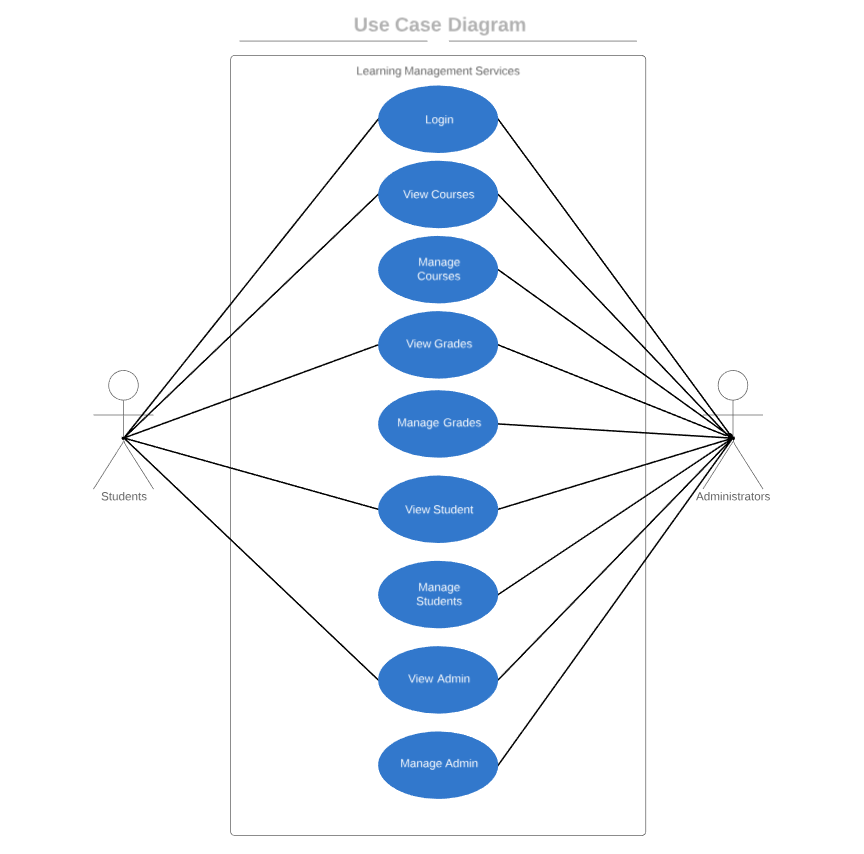 Use Case Diagram
Learning Management Services
Login
View Courses
Manage
Courses
View Grades
Manage Grades
Students
Administrators
View Student
Manage
Students
View Admin
Manage Admin